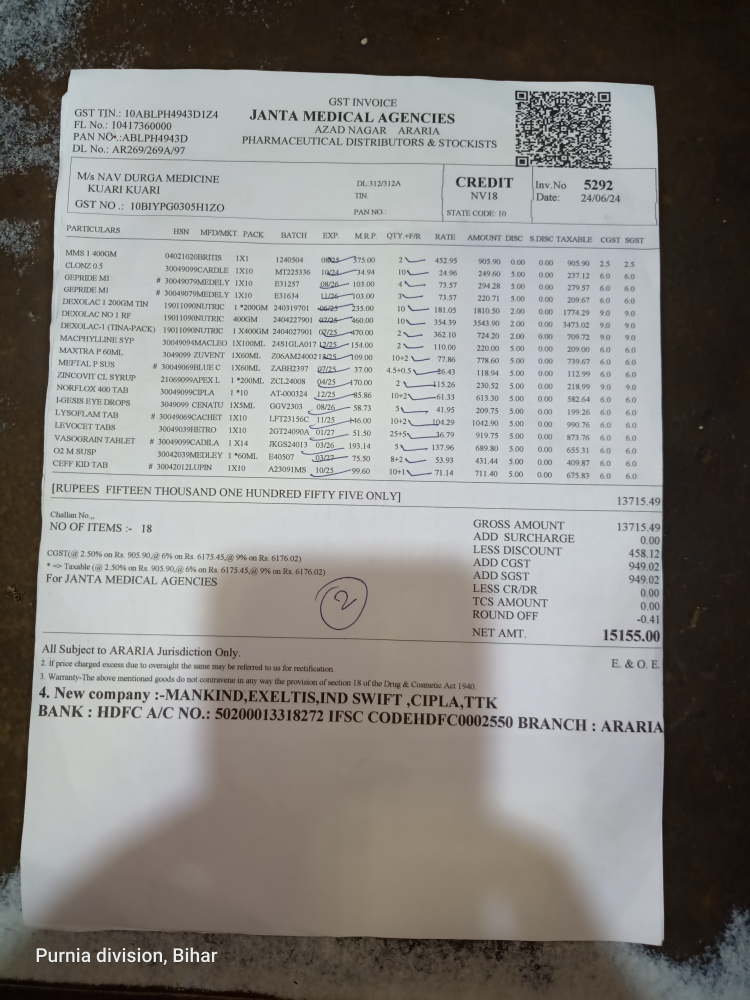 GST INVOICE
GST TIN.: 10ABLPH4943D1Z4
JANTA MEDICAL AGENCIES
FL No.: 10417360000
AZAD NAGAR ARARIA
PAN NO.:ABLPH4943D
PHARMACEUTICAL DISTRIBUTORS & STOCKISTS
DL No.: AR269/269A/97
M/s NAV DURGA MEDICINE DL 312/312A CREDIT Inv.No 5292
KUARI KUARI TIN. NV18 Date: 24/06/24
GST NO .: 10BIYPG0305H1ZO PAN NO: STATE CODE: 10
PARTICULARS HSN MFD/MKT. PACK BATCH EXP. M.R.P. QTY.+F/R RATE AMOUNT DISC S.DISC TAXABLE CGST SGST
MMS 1 400GM 04021020BRITIS 1X1 1240504 08/25 575.00 2 452.95 905.90 0.00 0.00 905.90 2.5 2.5
CLONZ 0.5 30049099CARDLE 1X10 MT225336 10/24 34.94 10 24.96 249.60 5.00 0.00 237.12 6.0 6.0
GEPRIDE M1 # 30049079MEDELY 1X10 E31257 08/26 103.00 4 73.57 294.28 5.00 0.00 279.57 6.0 6.0
GEPRIDE M1 # 30049079MEDELY 1X10 E31634 11/26 103.00 3 73.57 220.71 5.00 0.00 209.67 6.0 6.0
DEXOLAC 1 200GM TIN 19011090NUTRIC 1 *200GM 240319701 06/25 235.00 10 181.05 1810.50 2.00 0.00 1774.29 9.0 9.0
DEXOLAC NO 1 RF 19011090NUTRIC 400GM 2404227901 07/25 460.00 10 354.39 3543.90 2.00 0.00 3473.02 9.0 9.0
DEXOLAC-1 (TINA-PACK) 19011090NUTRIC 1 X400GM 2404027901 02/25 470.00 2 362.10 724.20 2.00 0.00 709.72 9.0 9.0
MACPHYLLINE SYP 30049094MACLEO 1X100ML 24S1GLA017 12/25 154.00 2 110.00 220.00 5.00 0.00 209.00 6.0 6.0
MAXTRA P 60ML 3049099 ZUVENT 1X60ML Z06AM24002 12/25 109.00 10+2 77.86 778.60 5.00 0.00 739.67 6.0 6.0
MEFTAL P SUS # 30049069BLUE C 1X60ML ZABH2397 07/25 37.00 4.5+0.5 26.43 118.94 5.00 0.00 112.99 6.0 6.0
ZINCOVIT CL SYRUP 21069099APEX L 1 *200ML ZCL24008 04/25 170.00 2 115.26 230.52 5.00 0.00 218.99 9.0 9.0
NORFLOX 400 TAB 30049099CIPLA 1 *10 AT-000324 12/25 85.86 10+2 61.33 613.30 5.00 0.00 582.64 6.0 6.0
I-GESIS EYE DROPS 3049099 CENATU 1X5ML GGV2303 08/26 58.73 5 41.95 209.75 5.00 0.00 199.26 6.0 6.0
LYSOFLAM TAB # 30049069CACHET 1X10 LFT23156C 11/25 146.00 10+2 104.29 1042.90 5.00 0.00 990.76 6.0 6.0
LEVOCET TABS 30049039HETRO 1X10 2GT24090A 01/27 51.50 25+5 36.79 919.75 5.00 0.00 873.76 6.0 6.0
VASOGRAIN TABLET # 30049099CADILA 1 X14 JKGS24013 03/26 193.14 5 137.96 689.80 5.00 0.00 655.31 6.0 6.0
O2 M SUSP 30042039MEDLEY 1 *60ML E40507 03/27 75.50 8+2 53.93 431.44 5.00 0.00 409.87 6.0 6.0
CEFF KID TAB # 30042012LUPIN 1X10 A23091MS 10/25 99.60 10+1 71.14 711.40 5.00 0.00 675.83 6.0 6.0
[RUPEES FIFTEEN THOUSAND ONE HUNDRED FIFTY FIVE ONLY] 13715.49
Challan No.,,
NO OF ITEMS :- 18
CGST(@ 2.50% on Rs. 905.90,@ 6% on Rs. 6175.45,@ 9% on Rs. 6176.02)
* => Taxable (@ 2.50% on Rs. 905.90,@ 6% on Rs. 6175.45,@ 9% on Rs. 6176.02)
For JANTA MEDICAL AGENCIES
2
GROSS AMOUNT 13715.49
ADD SURCHARGE 0.00
LESS DISCOUNT 458.12
ADD CGST 949.02
ADD SGST 949.02
LESS CR/DR 0.00
TCS AMOUNT 0.00
ROUND OFF -0.41
NET AMT. 15155.00
All Subject to ARARIA Jurisdiction Only. E. & O. E
2. If price charged excess due to oversight the same may be referred to us for rectification.
3. Warranty-The above mentioned goods do not contravene in any way the provision of section 18 of the Drug & Cosmetic Act 1940.
4. New company :-MANKIND,EXELTIS,IND SWIFT ,CIPLA,TTK
BANK : HDFC A/C NO.: 50200013318272 IFSC CODEHDFC0002550 BRANCH : ARARIA
Purnia division, Bihar